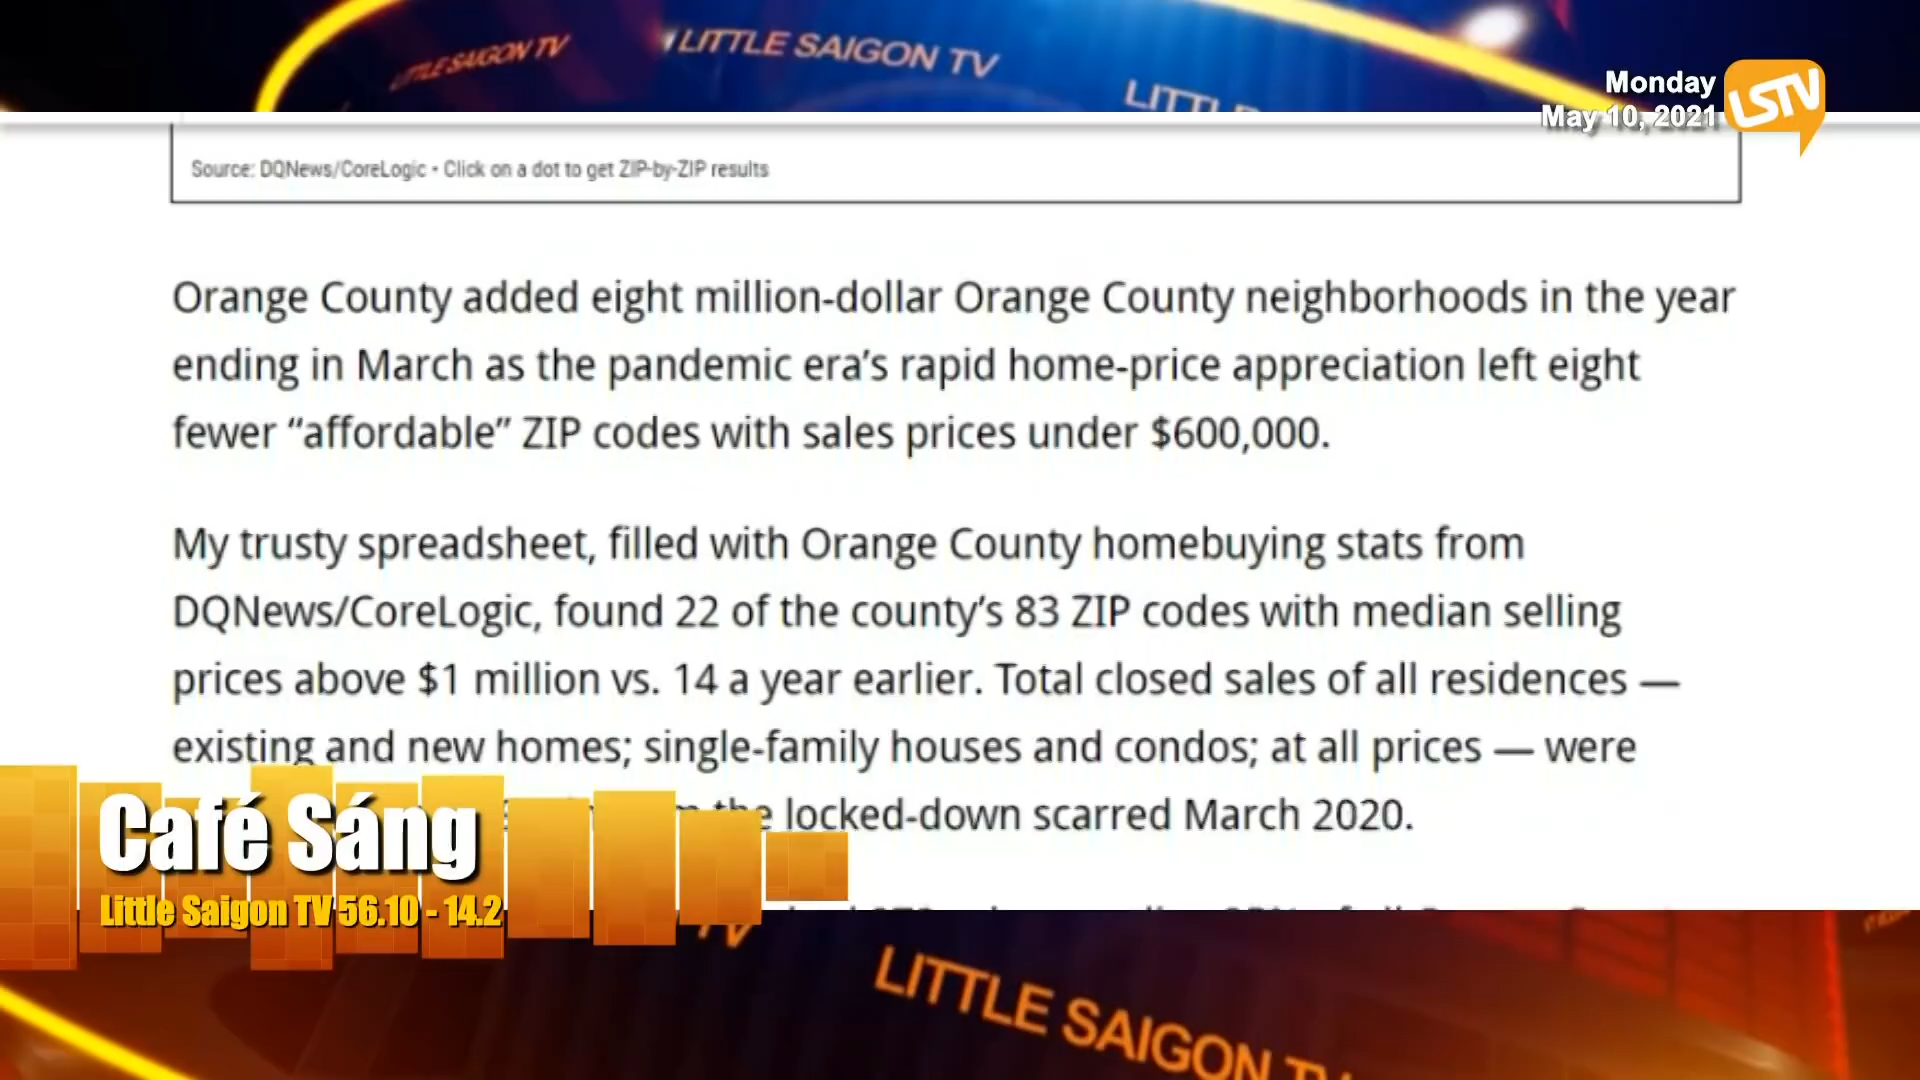 LITTLE SAIGON TV
LITTLE SAIGON TV
Monday
May 10, 2021
LSTV
Source: DQNews/CoreLogic • Click on a dot to get ZIP-by-ZIP results
Orange County added eight million-dollar Orange County neighborhoods in the year
ending in March as the pandemic era’s rapid home-price appreciation left eight
fewer “affordable” ZIP codes with sales prices under $600,000.
My trusty spreadsheet, filled with Orange County homebuying stats from
DQNews/CoreLogic, found 22 of the county’s 83 ZIP codes with median selling
prices above $1 million vs. 14 a year earlier. Total closed sales of all residences —
existing and new homes; single-family houses and condos; at all prices — were
the locked-down scarred March 2020.
Café Sáng
Little Saigon TV 56.10 - 14.2
TV
LITTLE SAIGON TV